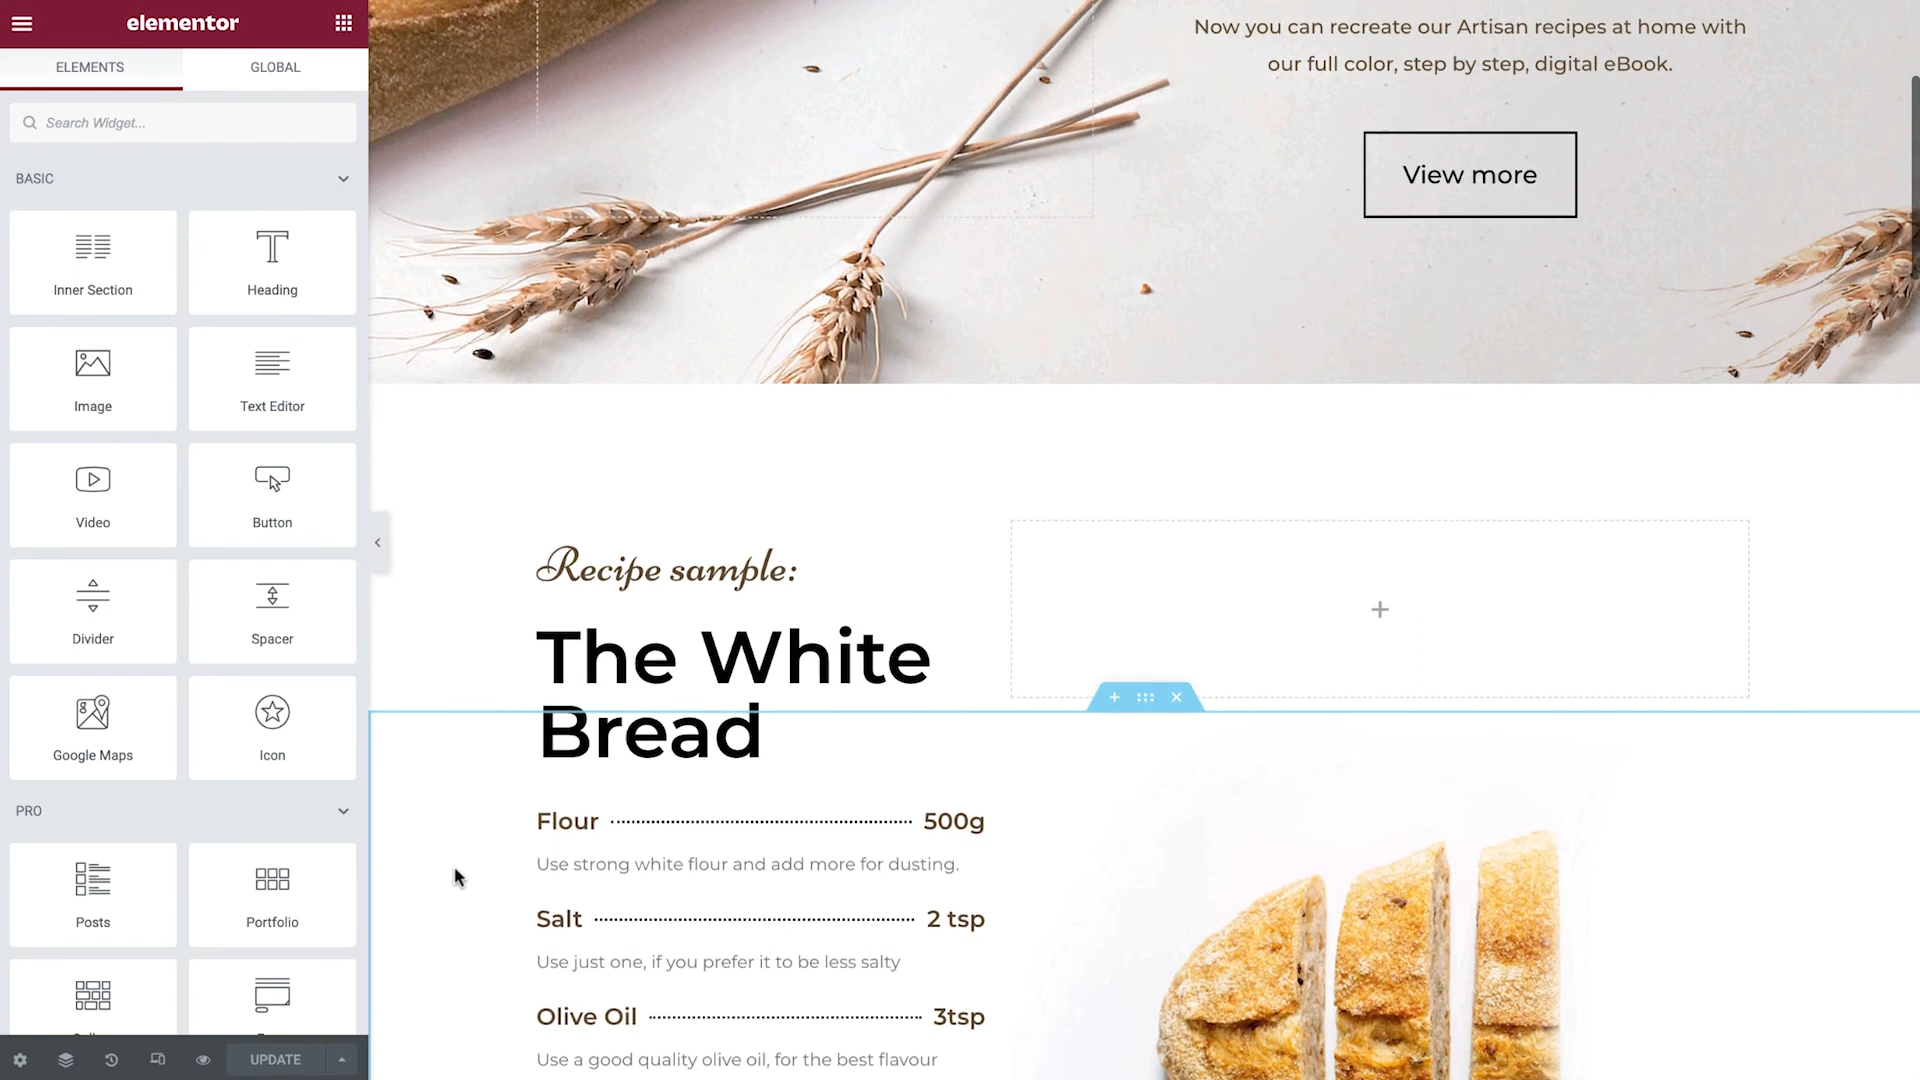 elementor
ELEMENTS
GLOBAL
Search Widget...
BASIC
Inner Section
Heading
Image
Text Editor
Video
Button
Divider
Spacer
Google Maps
Icon
PRO
Posts
Portfolio
UPDATE
Now you can recreate our Artisan recipes at home with
our full color, step by step, digital eBook.
View more
Recipe sample:
The White
Bread
Flour 500g
Use strong white flour and add more for dusting.
Salt 2 tsp
Use just one, if you prefer it to be less salty
Olive Oil 3tsp
Use a good quality olive oil, for the best flavour